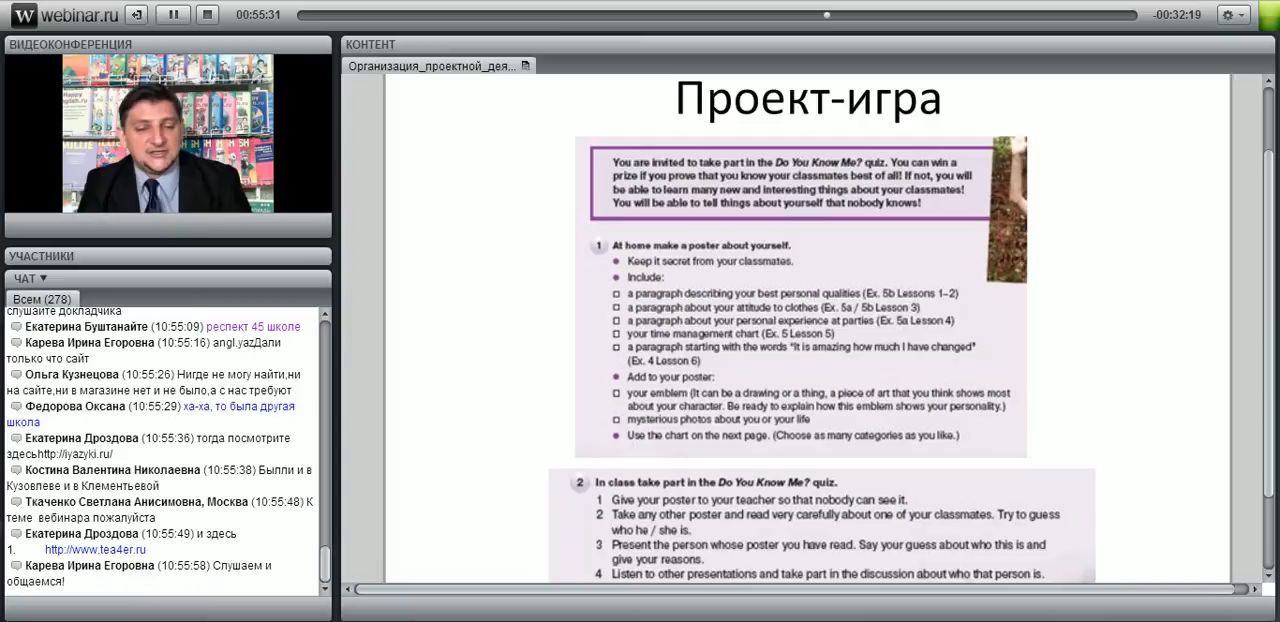 webinar.ru
00:55:31
-00:32:19
ВИДЕОКОНФЕРЕНЦИЯ
УЧАСТНИКИ
ЧАТ ▼
Всем (278)
слушайте докладчика
Екатерина Буштанайте (10:55:09) респект 45 школе
Карева Ирина Егоровна (10:55:16) angl.yazДали
только что сайт
Ольга Кузнецова (10:55:26) Нигде не могу найти,ни
на сайте,ни в магазине нет и не было,а с нас требуют
Федорова Оксана (10:55:29) ха-ха, то была другая
школа
Екатерина Дроздова (10:55:36) тогда посмотрите
здесьhttp://iyazyki.ru/
Костина Валентина Николаевна (10:55:38) Былли и в
Кузовлеве и в Клементьевой
Ткаченко Светлана Анисимовна, Москва (10:55:48) К
теме вебинара пожалуйста
Екатерина Дроздова (10:55:49) и здесь
1. http://www.tea4er.ru
Карева Ирина Егоровна (10:55:58) Слушаем и
общаемся!
КОНТЕНТ
Организация_проектной_дея...
Проект-игра
You are invited to take part in the Do You Know Me? quiz. You can win a
prize if you prove that you know your classmates best of all! If not, you will
be able to learn many new and interesting things about your classmates!
You will be able to tell things about yourself that nobody knows!
1 At home make a poster about yourself.
• Keep it secret from your classmates.
• Include:
□ a paragraph describing your best personal qualities (Ex. 5b Lessons 1–2)
□ a paragraph about your attitude to clothes (Ex. 5a / 5b Lesson 3)
□ a paragraph about your personal experience at parties (Ex. 5a Lesson 4)
□ your time management chart (Ex. 5 Lesson 5)
□ a paragraph starting with the words "It is amazing how much I have changed"
(Ex. 4 Lesson 6)
• Add to your poster:
□ your emblem (It can be a drawing or a thing, a piece of art that you think shows most
about your character. Be ready to explain how this emblem shows your personality.)
□ mysterious photos about you or your life
• Use the chart on the next page. (Choose as many categories as you like.)
2 In class take part in the Do You Know Me? quiz.
1 Give your poster to your teacher so that nobody can see it.
2 Take any other poster and read very carefully about one of your classmates. Try to guess
who he / she is.
3 Present the person whose poster you have read. Say your guess about who this is and
give your reasons.
4 Listen to other presentations and take part in the discussion about who that person is.